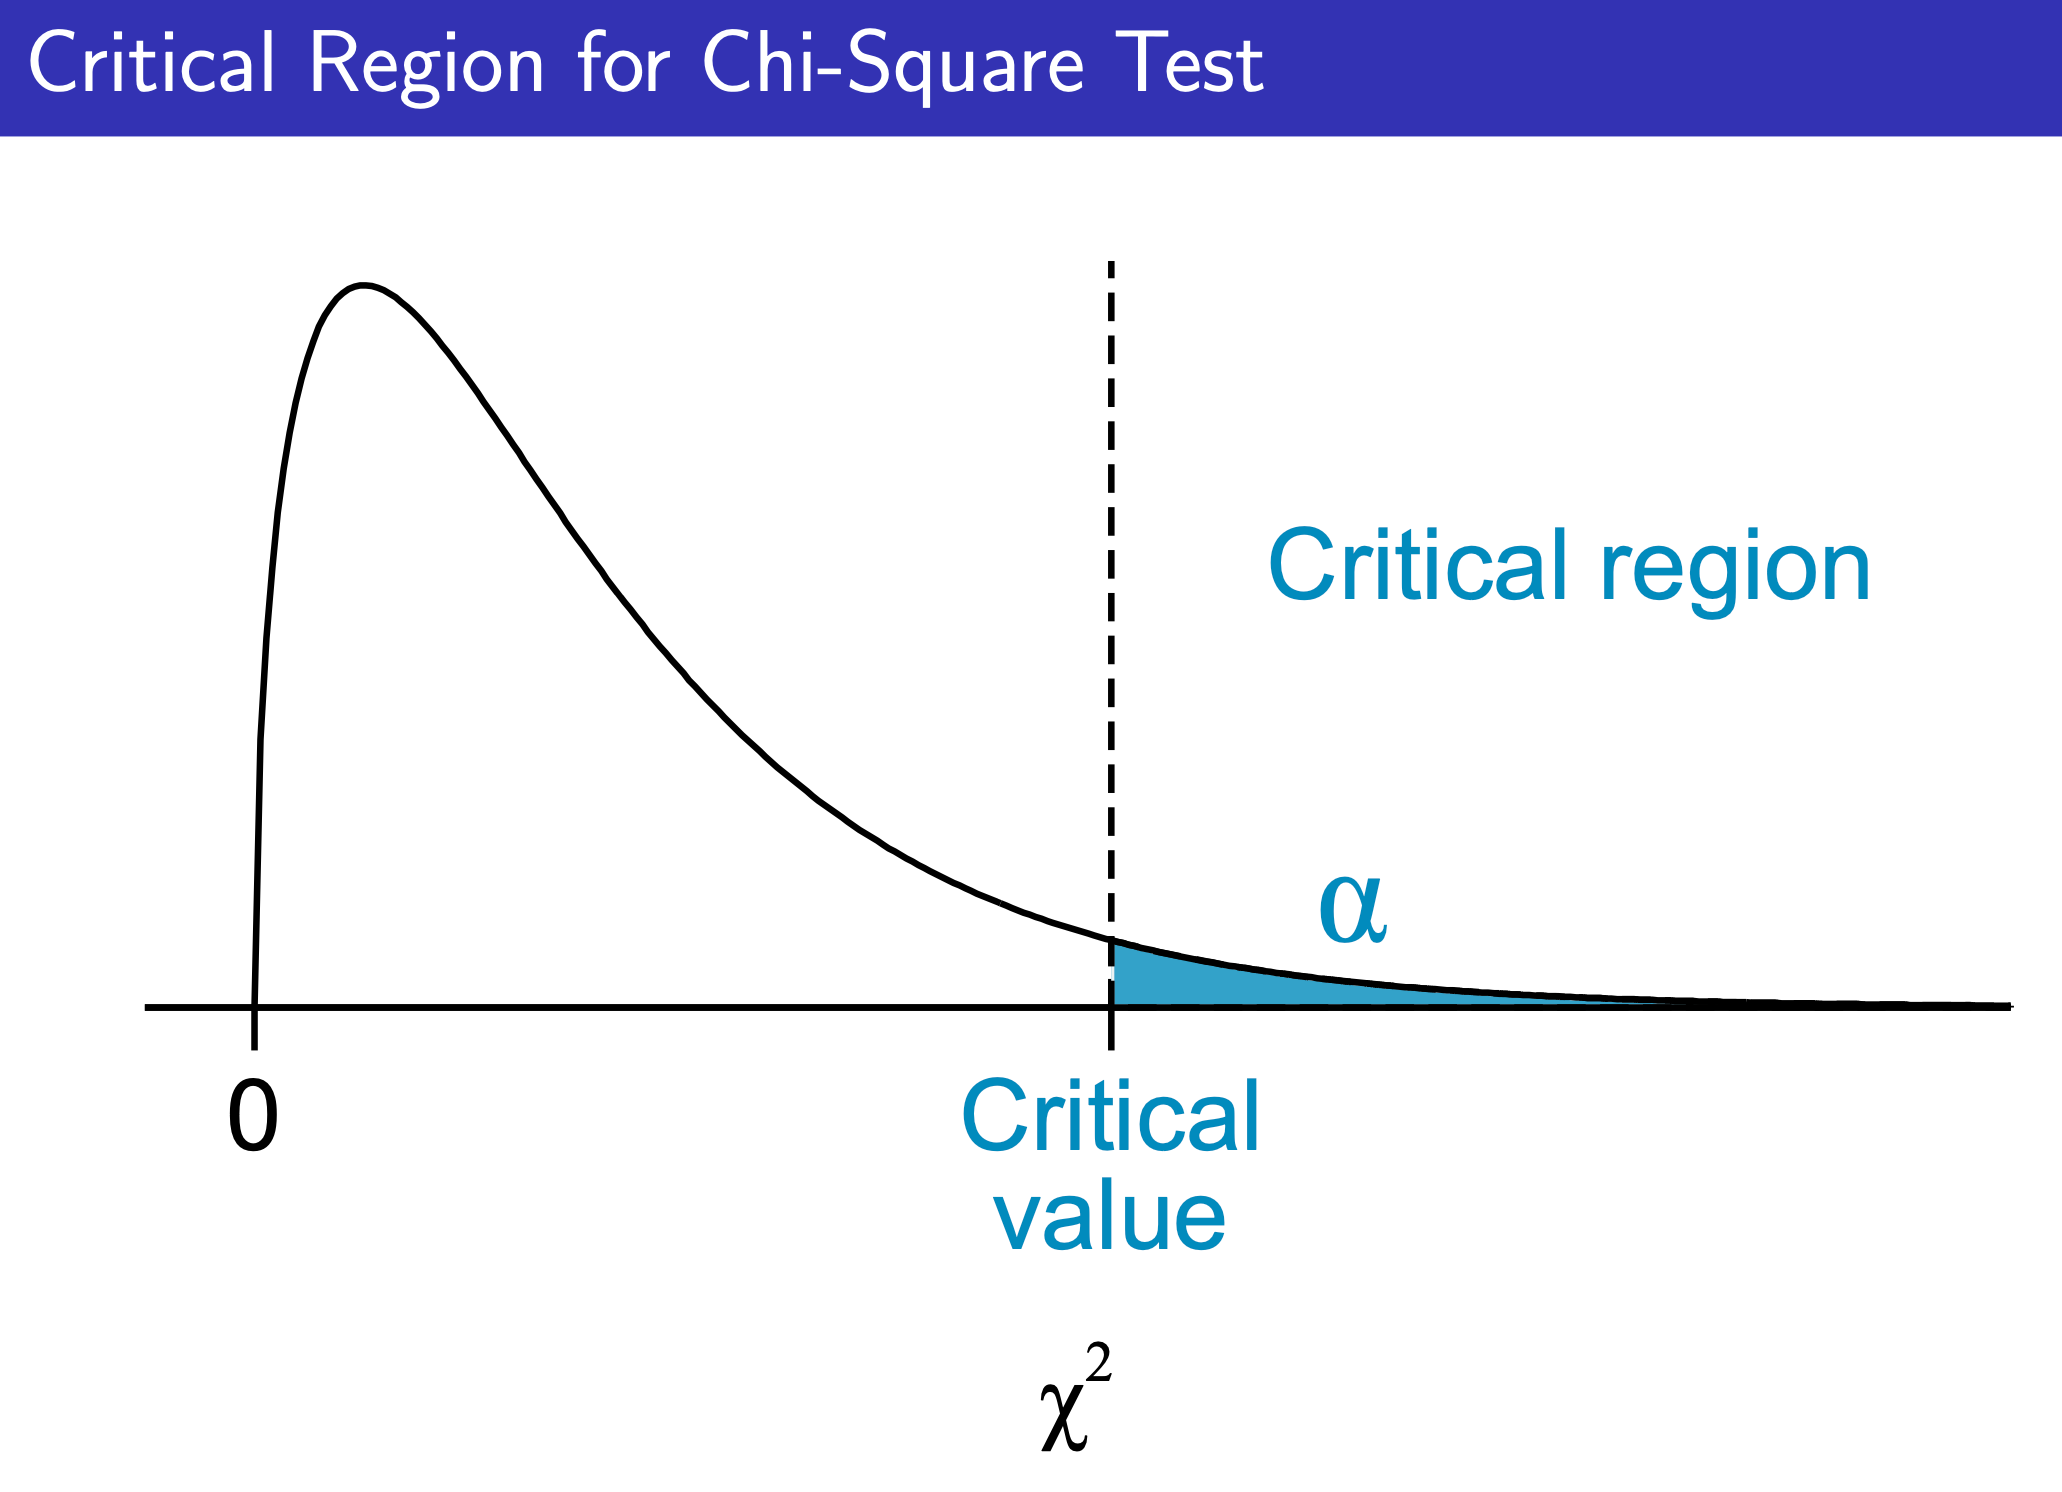 Critical Region for Chi-Square Test
Critical region
α
0
Critical
value
χ²